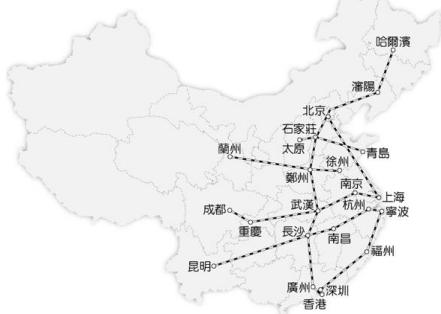 哈爾濱
瀋陽
北京
石家莊
太原
青島
蘭州
徐州
鄭州
南京
上海
成都
武漢
杭州
寧波
重慶
長沙
南昌
福州
昆明
廣州
深圳
香港